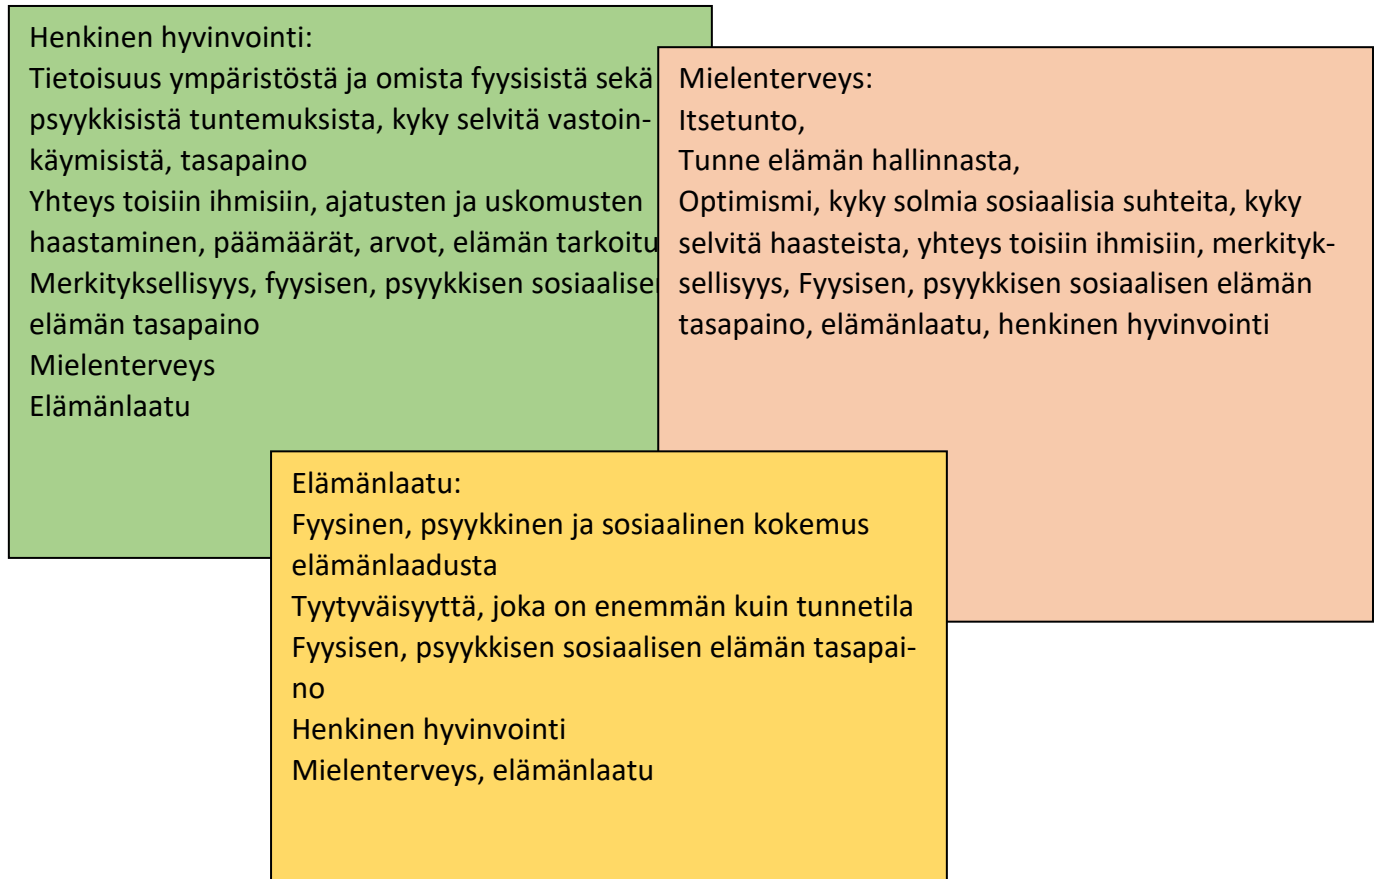 Henkinen hyvinvointi:
Tietoisuus ympäristöstä ja omista fyysisistä sekä
psyykkisistä tuntemuksista, kyky selvitä vastoin-
käymisistä, tasapaino
Yhteys toisiin ihmisiin, ajatusten ja uskomusten
haastaminen, päämäärät, arvot, elämän tarkoitu
Merkityksellisyys, fyysisen, psyykkisen sosiaalise
elämän tasapaino
Mielenterveys
Elämänlaatu
Mielenterveys:
Itsetunto,
Tunne elämän hallinnasta,
Optimismi, kyky solmia sosiaalisia suhteita, kyky
selvitä haasteista, yhteys toisiin ihmisiin, merkityk-
sellisyys, Fyysisen, psyykkisen sosiaalisen elämän
tasapaino, elämänlaatu, henkinen hyvinvointi
Elämänlaatu:
Fyysinen, psyykkinen ja sosiaalinen kokemus
elämänlaadusta
Tyytyväisyyttä, joka on enemmän kuin tunnetila
Fyysisen, psyykkisen sosiaalisen elämän tasapai-
no
Henkinen hyvinvointi
Mielenterveys, elämänlaatu